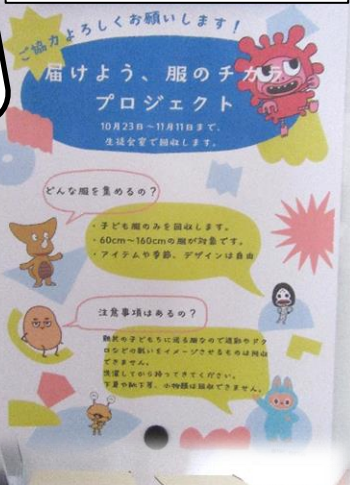 ご協力よろしくお願いします！
届けよう、服のチカラ
プロジェクト
10月23日～11月11日まで、
生徒会室で回収します。
どんな服を集めるの？
・子ども服のみを回収します。
・60cm～160cmの服が対象です。
・アイテムや季節、デザインは自由
注意事項はあるの？
難民の子どもたちに送る服なので迷彩やドク
ロなどの戦いをイメージさせるものは回収
できません。
洗濯してから持ってきてください。
下着や靴下、小物類は回収できません。